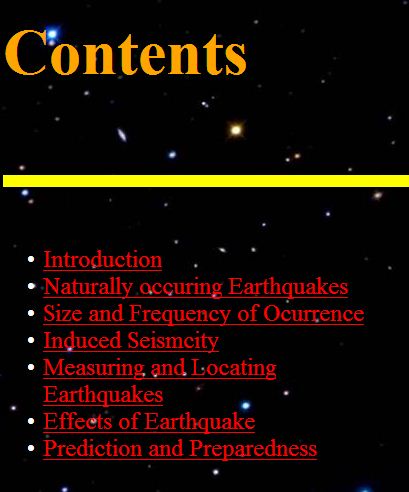 Contents
• Introduction
• Naturally occuring Earthquakes
• Size and Frequency of Ocurrence
• Induced Seismcity
• Measuring and Locating
Earthquakes
• Effects of Earthquake
• Prediction and Preparedness